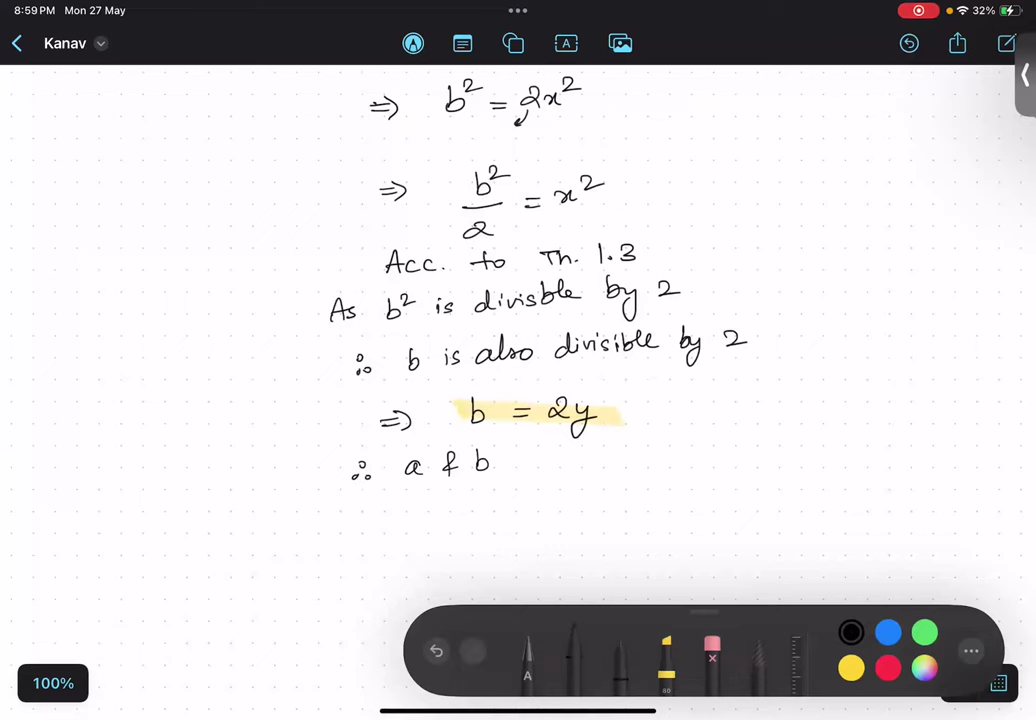 8:59 PM Mon 27 May
32%
Kanav
A
⇒ b² = 2x²
⇒ b²/2 = x²
Acc. to Th. 1.3
As b² is divisble by 2
∴ b is also divisible by 2
⇒ b = 2y
∴ a & b
A
80
100%